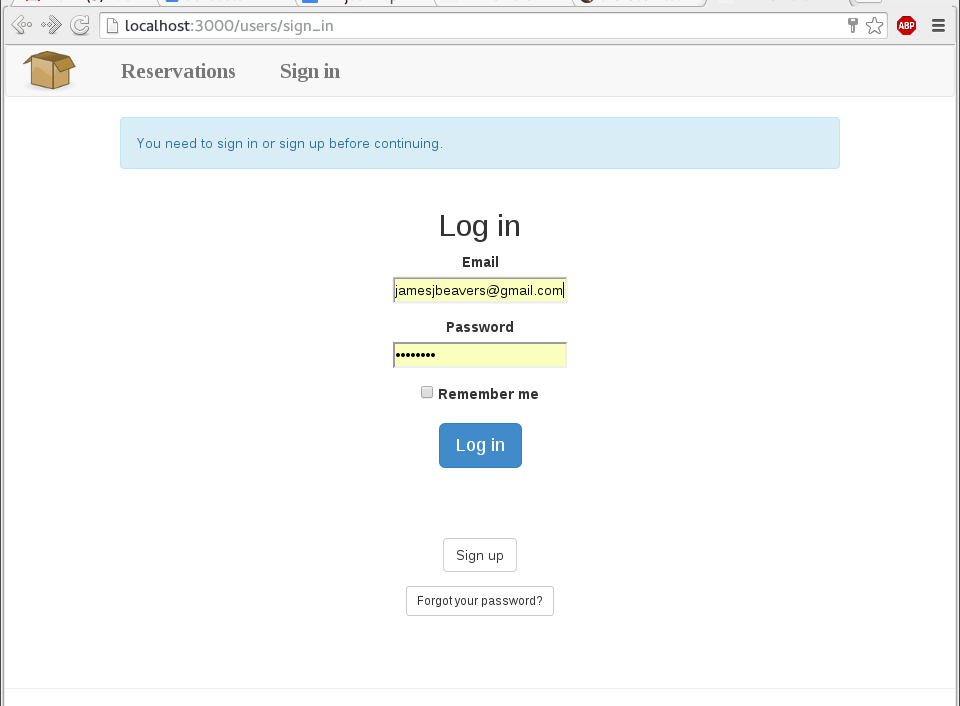 localhost:3000/users/sign_in
ABP
Reservations
Sign in
You need to sign in or sign up before continuing.
Log in
Email
jamesjbeavers@gmail.com
Password
••••••••
Remember me
Log in
Sign up
Forgot your password?